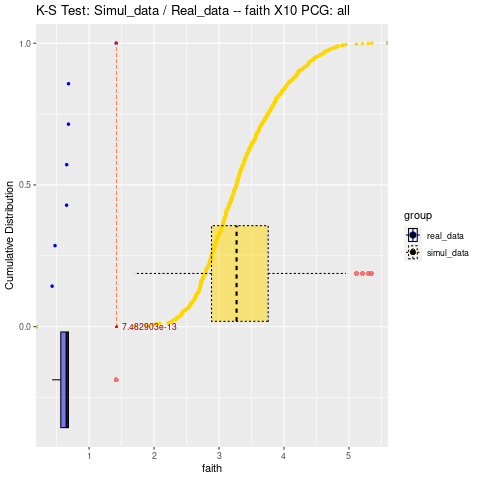 K-S Test: Simul_data / Real_data -- faith X10 PCG: all
Cumulative Distribution
1.0
0.5
0.0
7.482903e-13
1 2 3 4 5
faith
group
real_data
simul_data